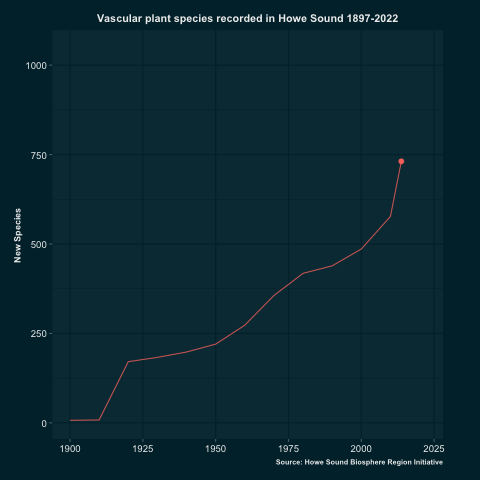 Vascular plant species recorded in Howe Sound 1897-2022
1000
750
500
250
0
New Species
1900 1925 1950 1975 2000 2025
Source: Howe Sound Biosphere Region Initiative